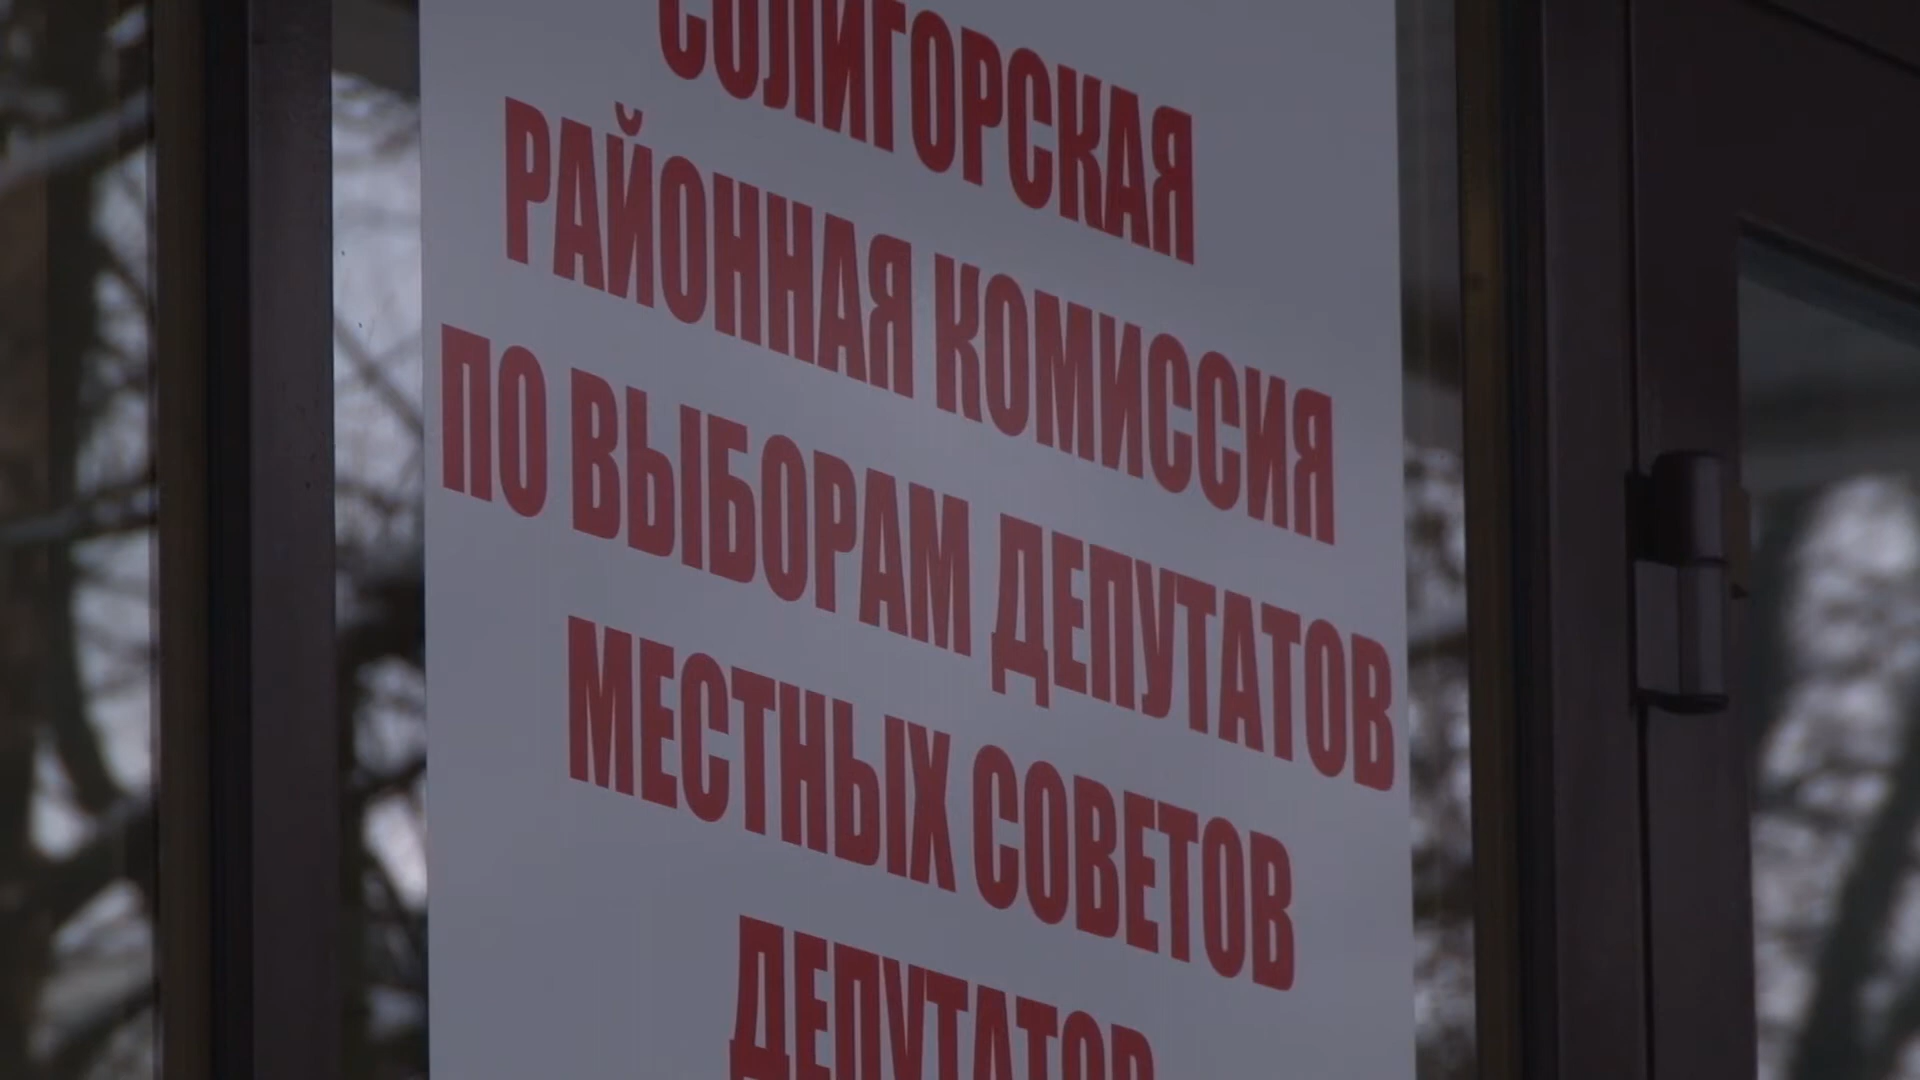 СОЛИГОРСКАЯ
РАЙОННАЯ КОМИССИЯ
ПО ВЫБОРАМ ДЕПУТАТОВ
МЕСТНЫХ СОВЕТОВ
ДЕПУТАТОВ